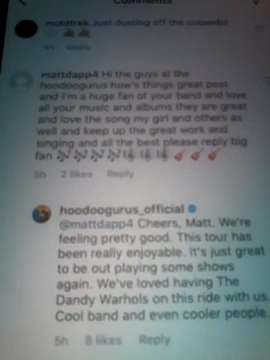 Comments
mobttrek Just dusting off the cobwebs
Reply
mattdapp4 Hi the guys at the
hoodoogurus how's things great post
and I'm a huge fan of your band and love
all your music and albums they are great
and love the song my girl and others as
well and keep up the great work and
singing and all the best please reply big
fan 🎶🎶🎶🎶🎼🎼🎼🎸🎸🎸
5h 2 likes Reply
hoodoogurus_official
@mattdapp4 Cheers, Matt. We're
feeling pretty good. This tour has
been really enjoyable. It's just great
to be out playing some shows
again. We've loved having The
Dandy Warhols on this ride with us.
Cool band and even cooler people.
5h 8 likes Reply